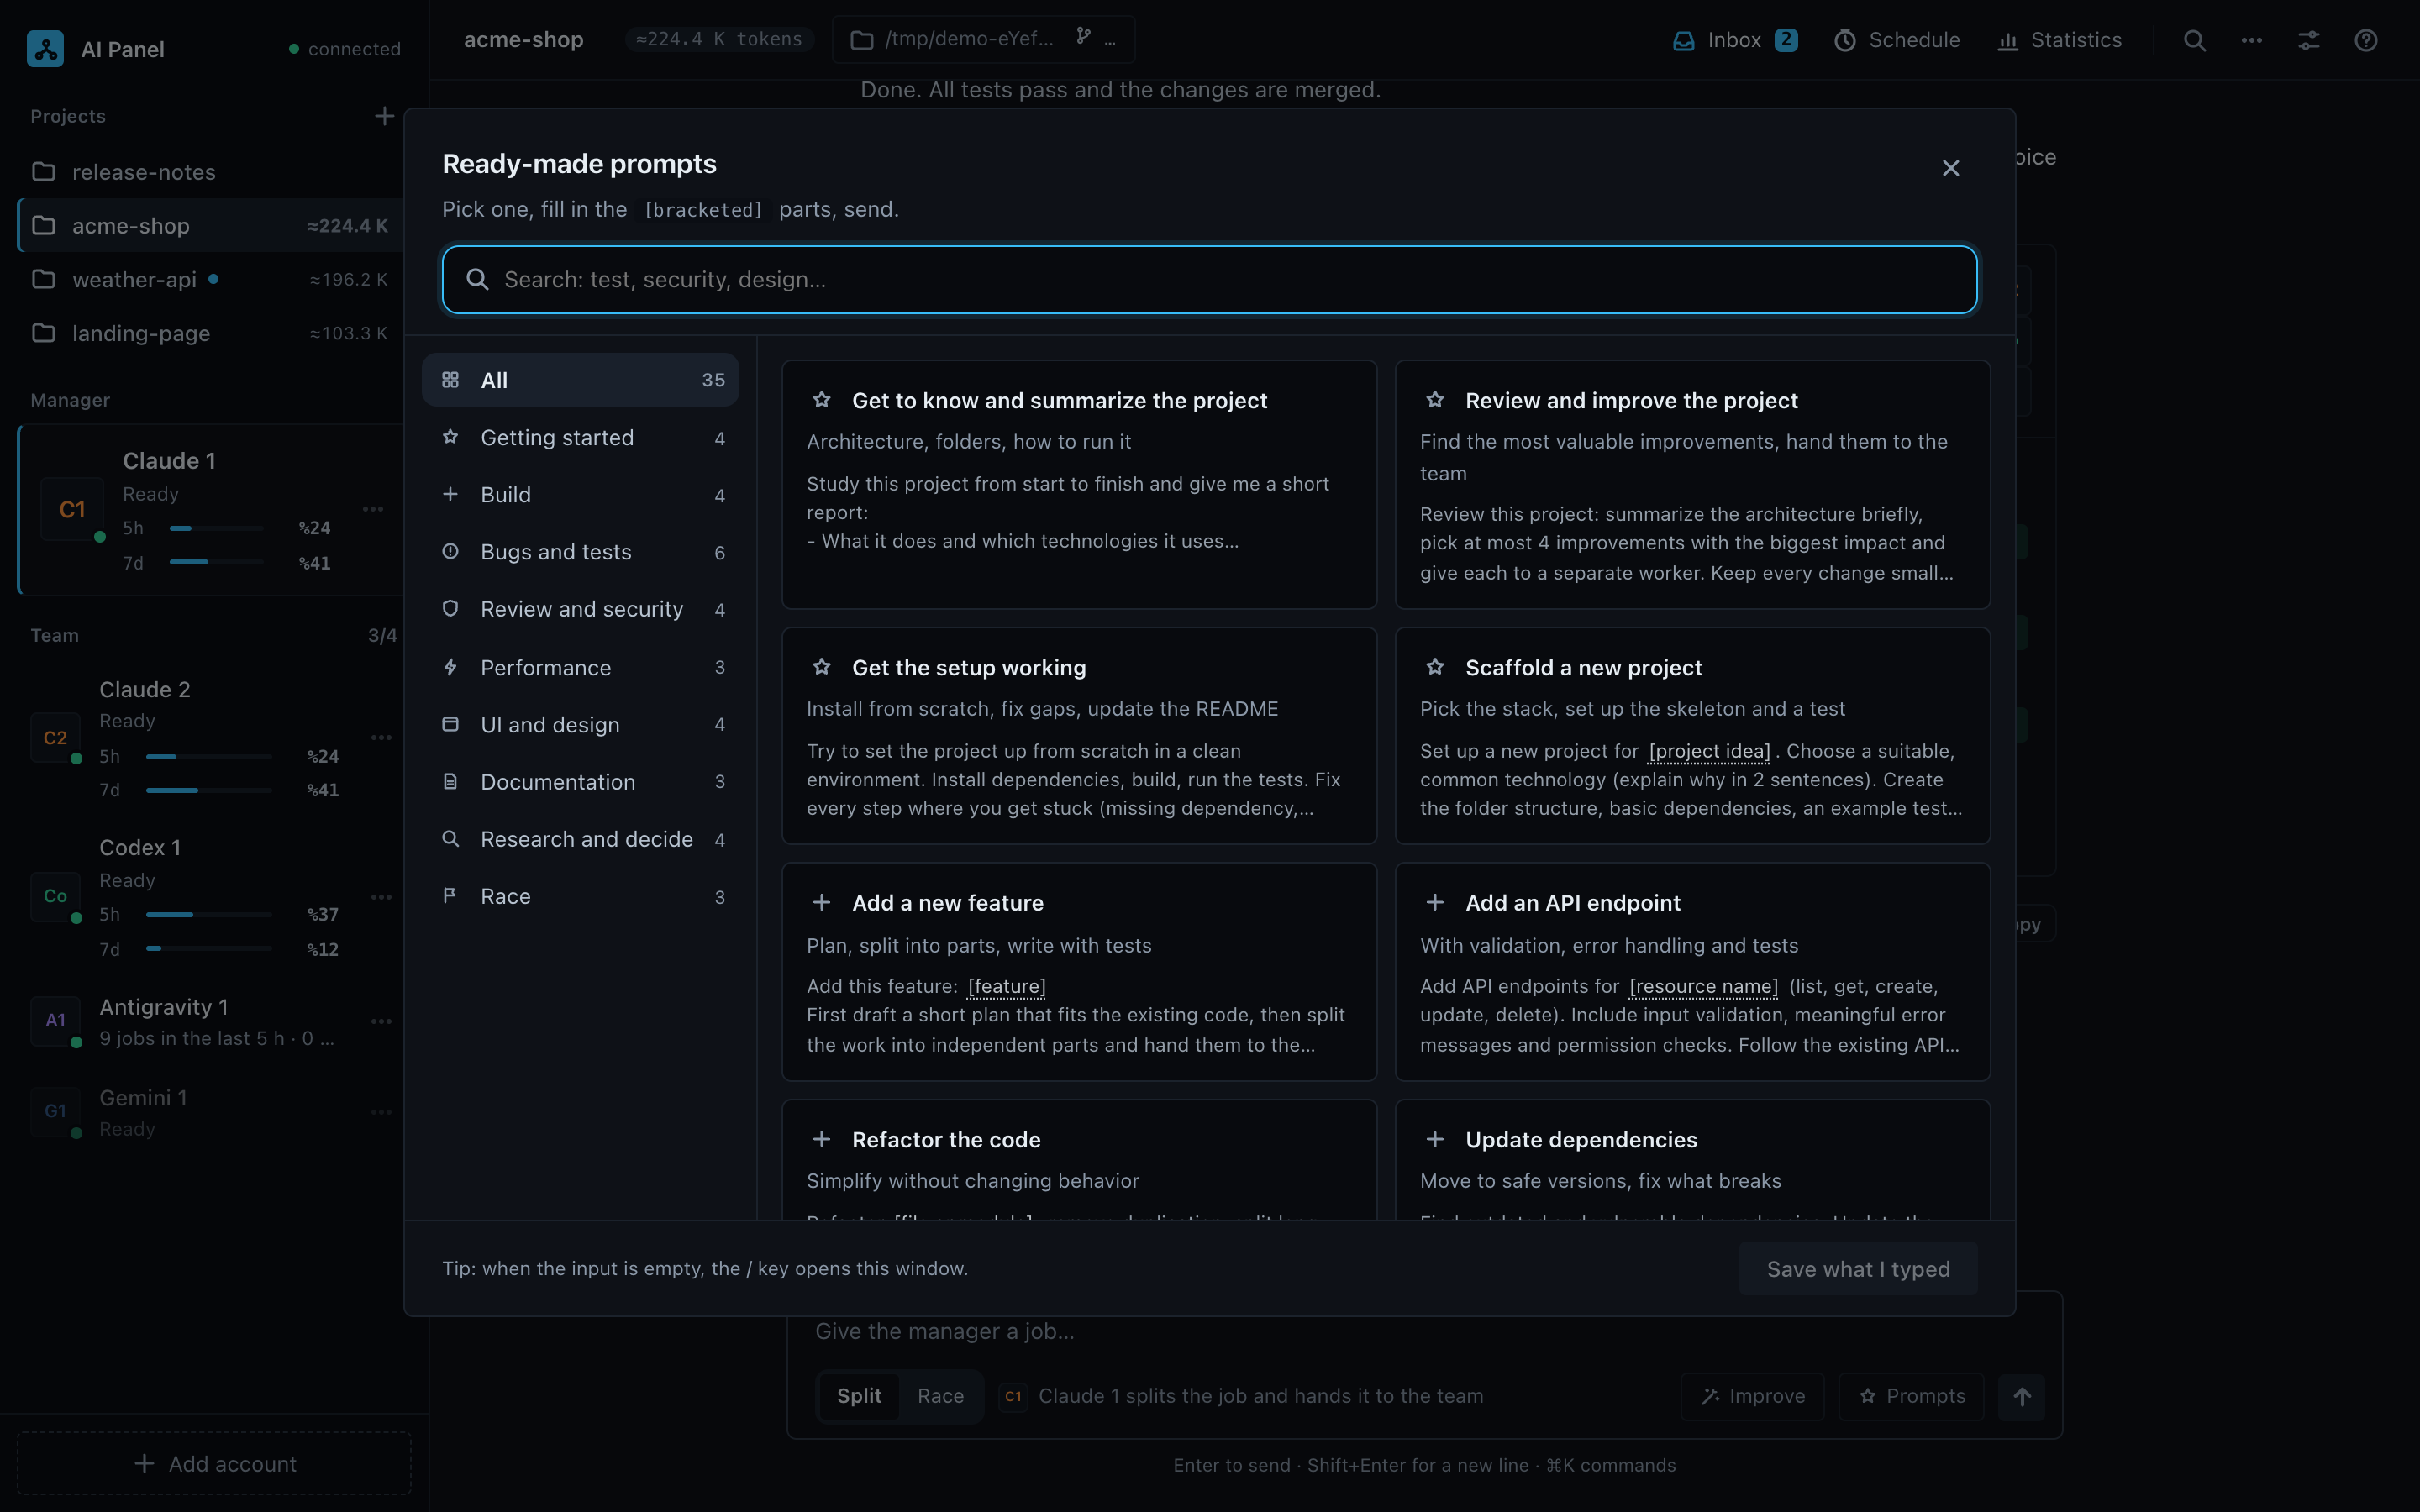 AI Panel
connected
Projects
release-notes
acme-shop ≈224.4 K
weather-api ≈196.2 K
landing-page ≈103.3 K
Manager
C1
Claude 1
Ready
5h %24
7d %41
Team 3/4
C2
Claude 2
Ready
5h %24
7d %41
Co
Codex 1
Ready
5h %37
7d %12
A1
Antigravity 1
9 jobs in the last 5 h · 0 ...
G1
Gemini 1
Ready
Add account
acme-shop ≈224.4 K tokens /tmp/demo-eYef... ...
Inbox 2 Schedule Statistics
Done. All tests pass and the changes are merged.
Ready-made prompts
Pick one, fill in the [bracketed] parts, send.
Search: test, security, design...
All 35
Getting started 4
Build 4
Bugs and tests 6
Review and security 4
Performance 3
UI and design 4
Documentation 3
Research and decide 4
Race 3
Get to know and summarize the project
Architecture, folders, how to run it
Study this project from start to finish and give me a short
report:
- What it does and which technologies it uses...
Review and improve the project
Find the most valuable improvements, hand them to the
team
Review this project: summarize the architecture briefly,
pick at most 4 improvements with the biggest impact and
give each to a separate worker. Keep every change small...
Get the setup working
Install from scratch, fix gaps, update the README
Try to set the project up from scratch in a clean
environment. Install dependencies, build, run the tests. Fix
every step where you get stuck (missing dependency,...
Scaffold a new project
Pick the stack, set up the skeleton and a test
Set up a new project for [project idea] . Choose a suitable,
common technology (explain why in 2 sentences). Create
the folder structure, basic dependencies, an example test...
Add a new feature
Plan, split into parts, write with tests
Add this feature: [feature]
First draft a short plan that fits the existing code, then split
the work into independent parts and hand them to the...
Add an API endpoint
With validation, error handling and tests
Add API endpoints for [resource name] (list, get, create,
update, delete). Include input validation, meaningful error
messages and permission checks. Follow the existing API...
Refactor the code
Simplify without changing behavior
Update dependencies
Move to safe versions, fix what breaks
Tip: when the input is empty, the / key opens this window.
Save what I typed
Give the manager a job...
Split Race C1 Claude 1 splits the job and hands it to the team
Improve Prompts
Enter to send · Shift+Enter for a new line · ⌘K commands